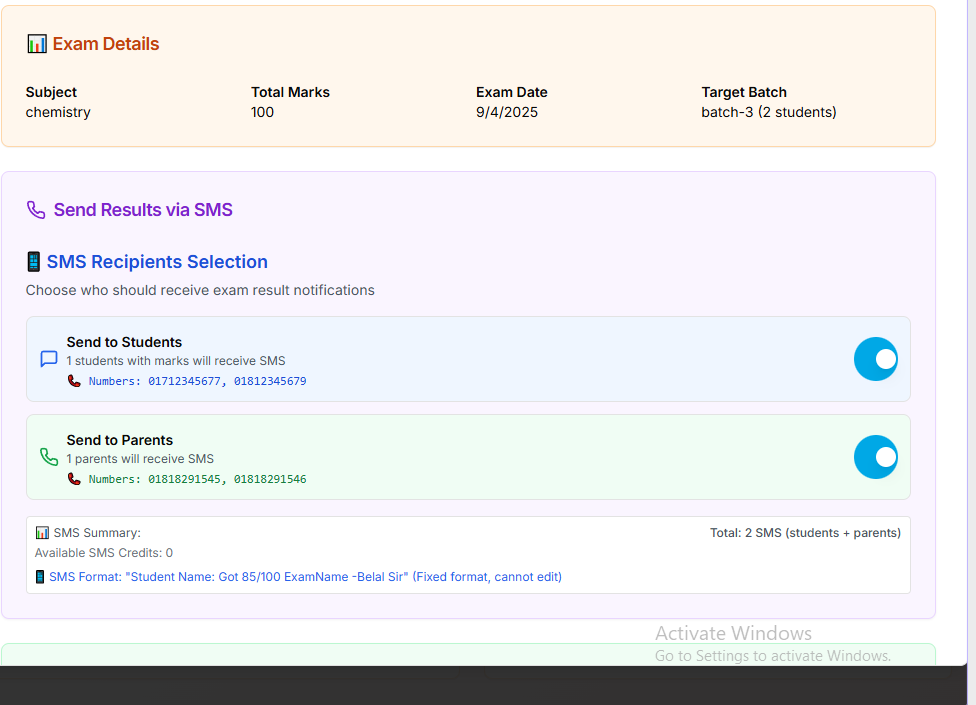 Exam Details
Subject Total Marks Exam Date Target Batch
chemistry 100 9/4/2025 batch-3 (2 students)
Send Results via SMS
SMS Recipients Selection
Choose who should receive exam result notifications
Send to Students
1 students with marks will receive SMS
Numbers: 01712345677, 01812345679
Send to Parents
1 parents will receive SMS
Numbers: 01818291545, 01818291546
SMS Summary: Total: 2 SMS (students + parents)
Available SMS Credits: 0
SMS Format: "Student Name: Got 85/100 ExamName -Belal Sir" (Fixed format, cannot edit)
Activate Windows
Go to Settings to activate Windows.